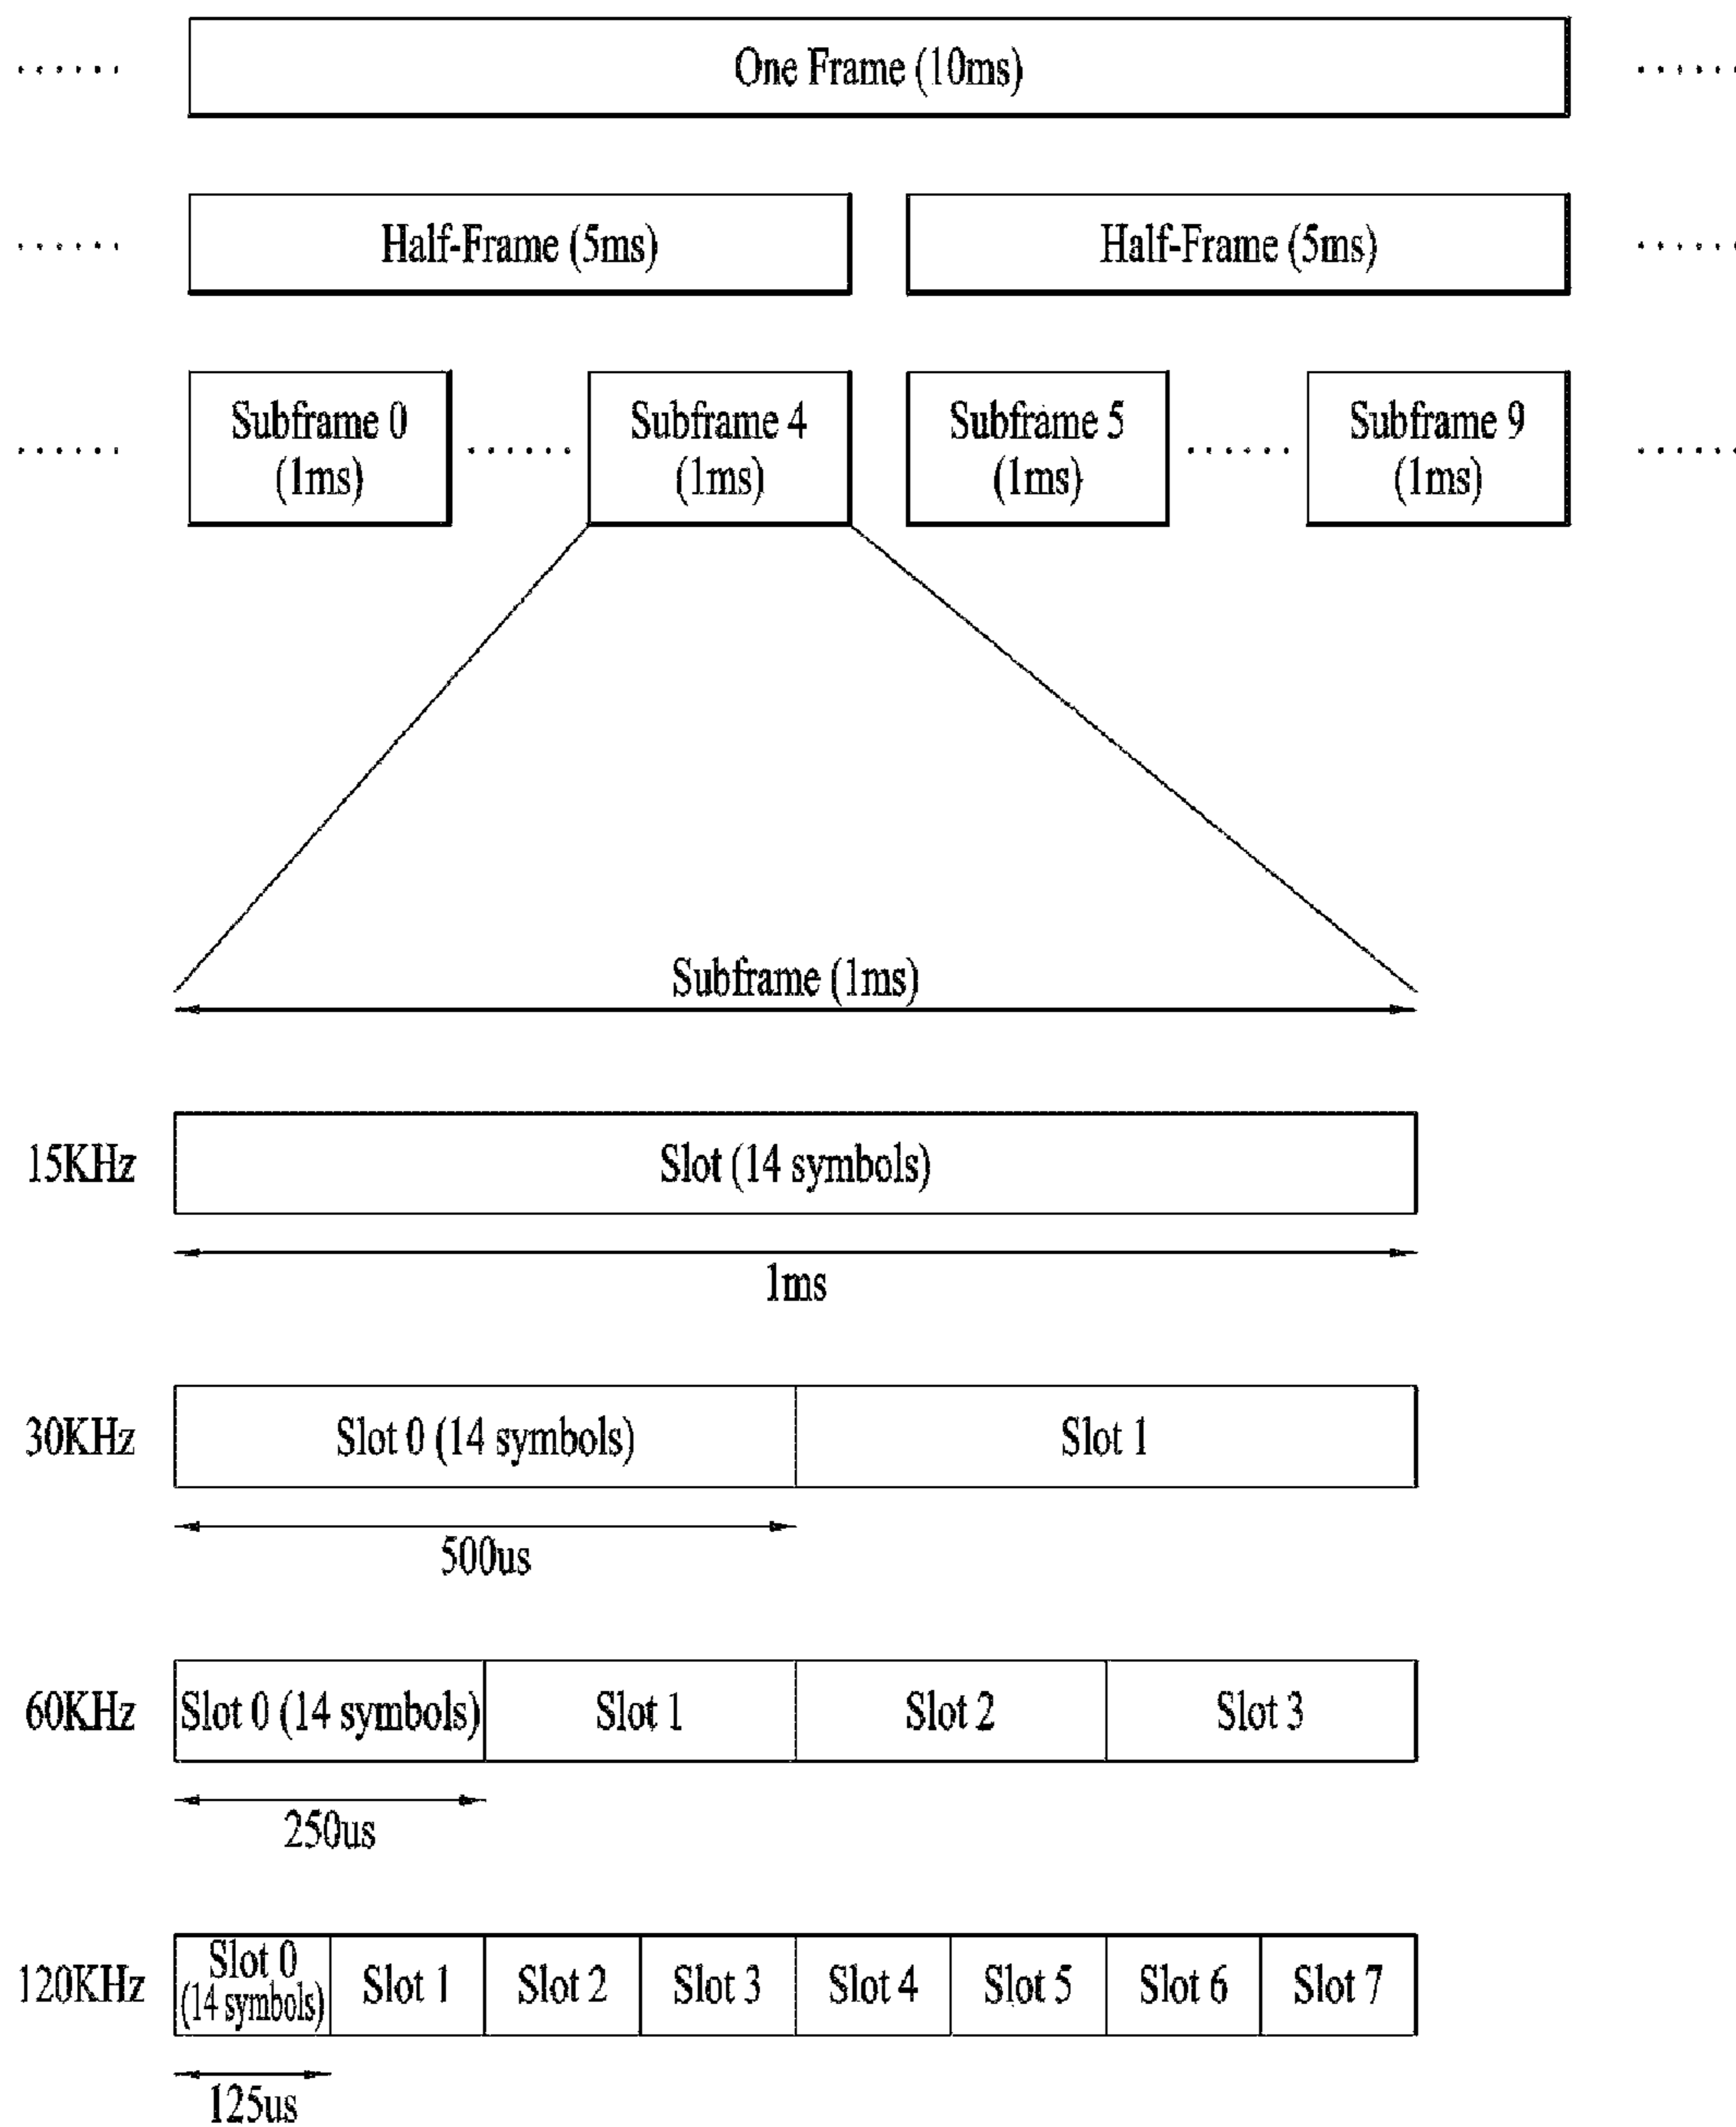 One Frame (10ms)
Half-Frame (5ms)
Half-Frame (5ms)
Subframe 0
(1ms)
Subframe 4
(1ms)
Subframe 5
(1ms)
Subframe 9
(1ms)
Subframe (1ms)
15KHz
Slot (14 symbols)
1ms
30KHz
Slot 0 (14 symbols)
Slot 1
500us
60KHz
Slot 0 (14 symbols)
Slot 1
Slot 2
Slot 3
250us
120KHz
Slot 0
(14 symbols)
Slot 1
Slot 2
Slot 3
Slot 4
Slot 5
Slot 6
Slot 7
125us